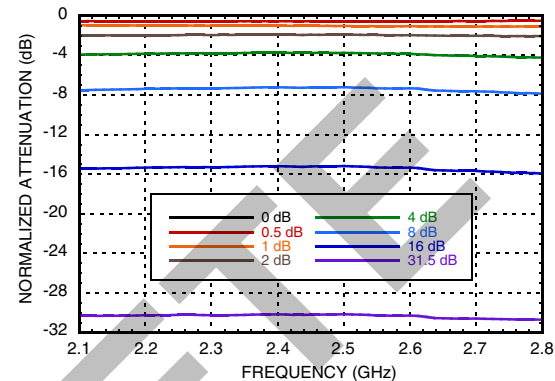 NORMALIZED ATTENUATION (dB)
0
-4
-8
-12
-16
-20
-24
-28
-32
0 dB
0.5 dB
1 dB
2 dB
4 dB
8 dB
16 dB
31.5 dB
2.1 2.2 2.3 2.4 2.5 2.6 2.7 2.8
FREQUENCY (GHz)